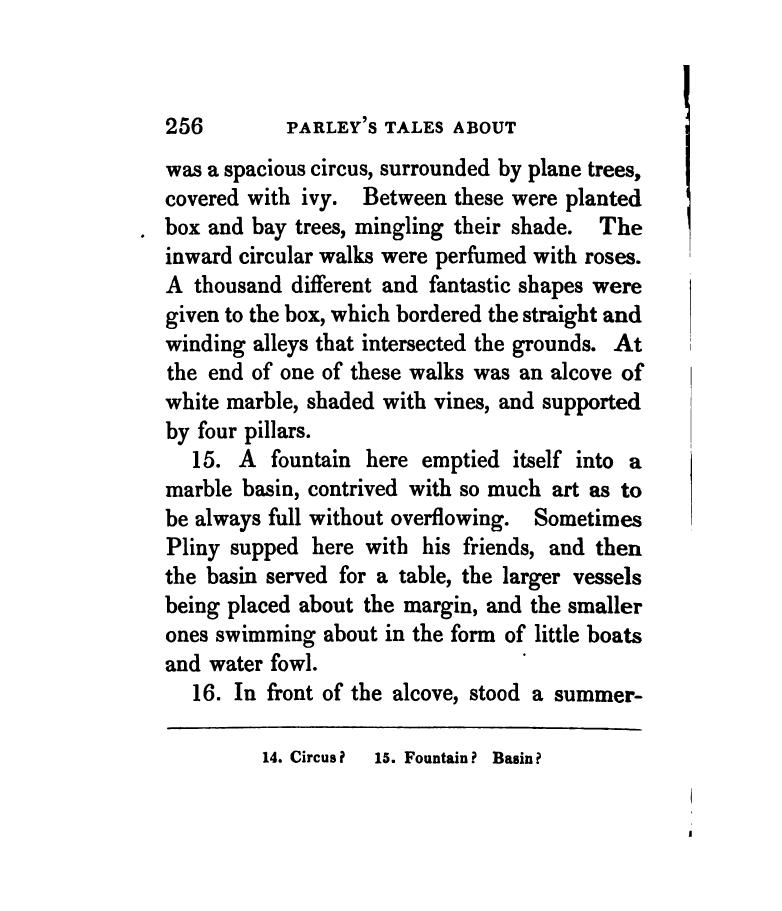 256 PARLEY'S TALES ABOUT
was a spacious circus, surrounded by plane trees,
covered with ivy. Between these were planted
box and bay trees, mingling their shade. The
inward circular walks were perfumed with roses.
A thousand different and fantastic shapes were
given to the box, which bordered the straight and
winding alleys that intersected the grounds. At
the end of one of these walks was an alcove of
white marble, shaded with vines, and supported
by four pillars.
15. A fountain here emptied itself into a
marble basin, contrived with so much art as to
be always full without overflowing. Sometimes
Pliny supped here with his friends, and then
the basin served for a table, the larger vessels
being placed about the margin, and the smaller
ones swimming about in the form of little boats
and water fowl.
16. In front of the alcove, stood a summer-
14. Circus? 15. Fountain? Basin?